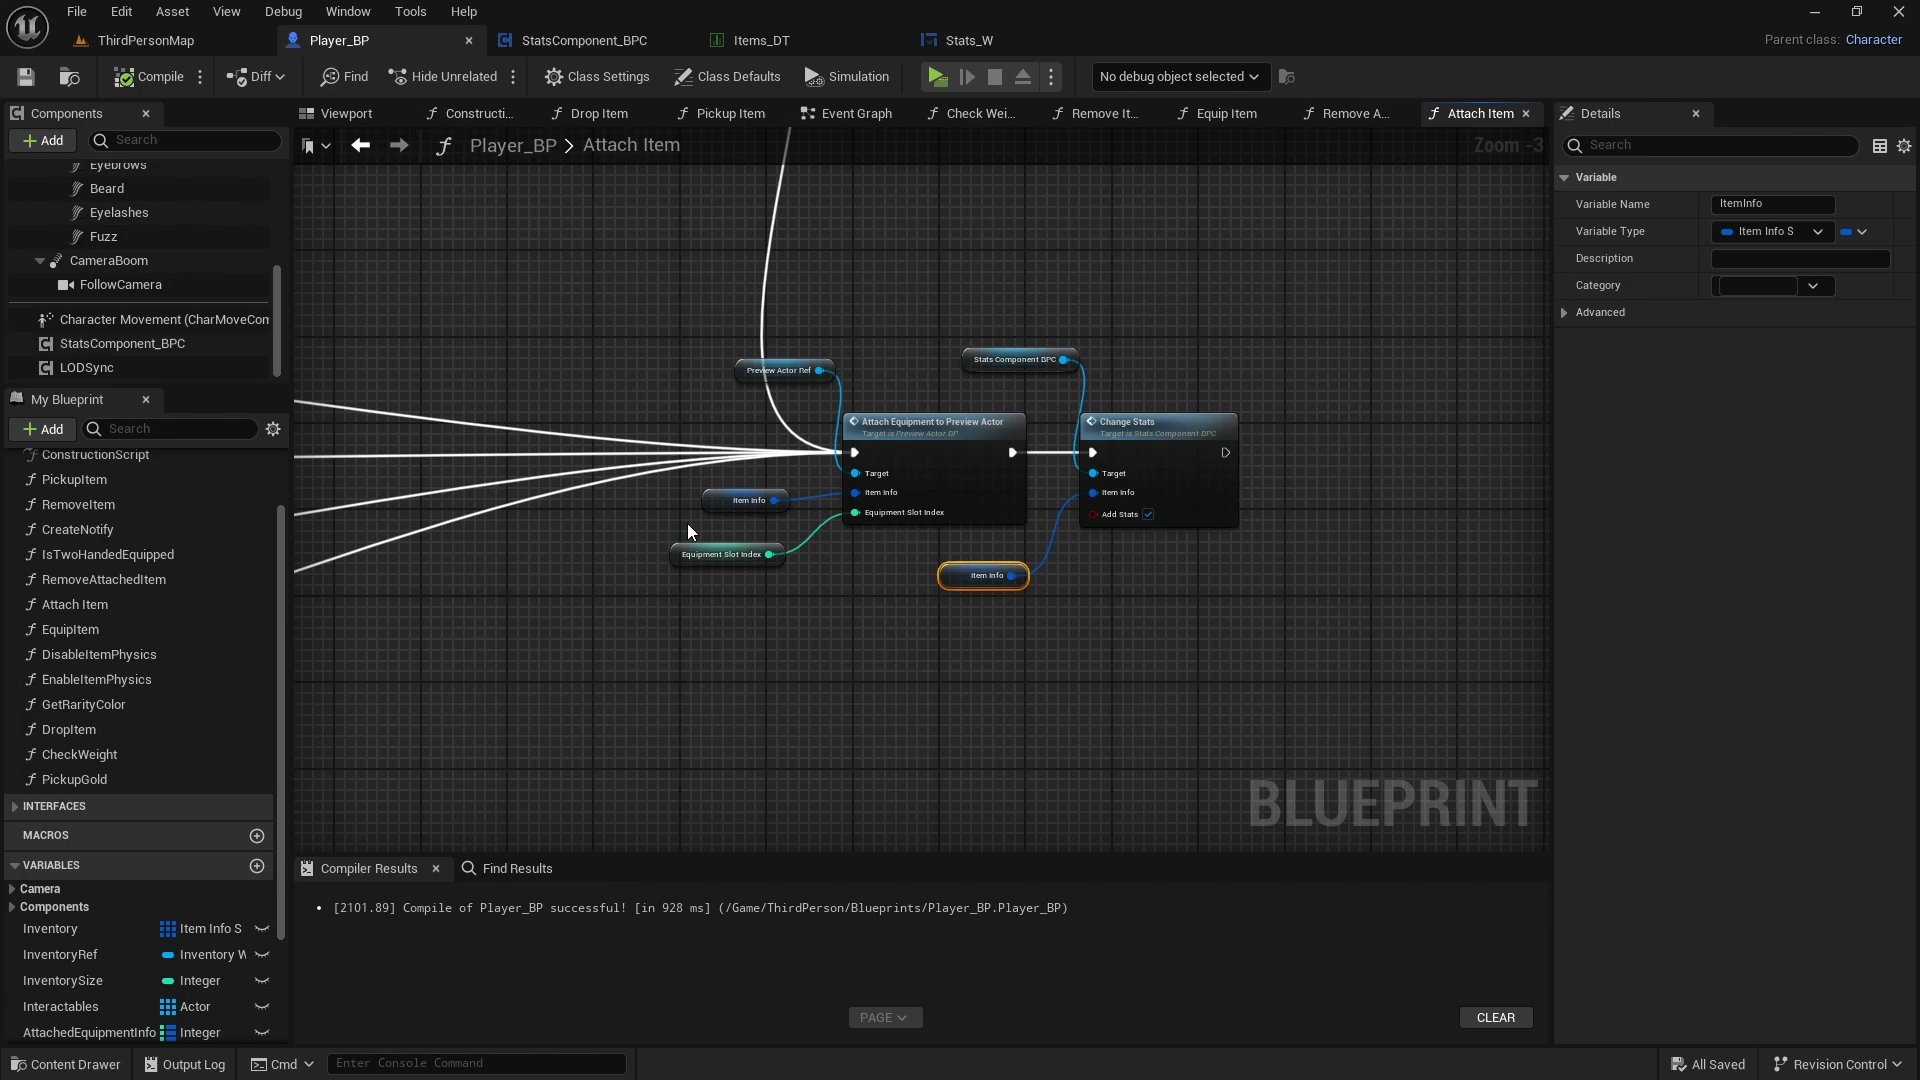 File Edit Asset View Debug Window Tools Help
ThirdPersonMap Player_BP StatsComponent_BPC Items_DT Stats_W Parent class: Character
Compile Diff Find Hide Unrelated Class Settings Class Defaults Simulation No debug object selected
Components
Viewport Constructi... Drop Item Pickup Item Event Graph Check Wei... Remove It... Equip Item Remove A... Attach Item
Details
Add Search
Player_BP > Attach Item
Zoom -3
Search
Eyebrows
Beard
Eyelashes
Fuzz
CameraBoom
FollowCamera
Character Movement (CharMoveCom
StatsComponent_BPC
LODSync
Variable
Variable Name ItemInfo
Variable Type Item Info S
Description
Category
Advanced
Preview Actor Ref
Stats Component BPC
Attach Equipment to Preview Actor
Target is Preview Actor BP
Target
Item Info
Equipment Slot Index
Change Stats
Target is Stats Component BPC
Target
Item Info
Add Stats
Item Info
Equipment Slot Index
Item Info
BLUEPRINT
My Blueprint
Add Search
ConstructionScript
PickupItem
RemoveItem
CreateNotify
IsTwoHandedEquipped
RemoveAttachedItem
Attach Item
EquipItem
DisableItemPhysics
EnableItemPhysics
GetRarityColor
DropItem
CheckWeight
PickupGold
INTERFACES
MACROS
VARIABLES
Camera
Components
Inventory Item Info S
InventoryRef Inventory W
InventorySize Integer
Interactables Actor
AttachedEquipmentInfo Integer
Compiler Results Find Results
[2101.89] Compile of Player_BP successful! [in 928 ms] (/Game/ThirdPerson/Blueprints/Player_BP.Player_BP)
PAGE
CLEAR
Content Drawer Output Log Cmd Enter Console Command All Saved Revision Control